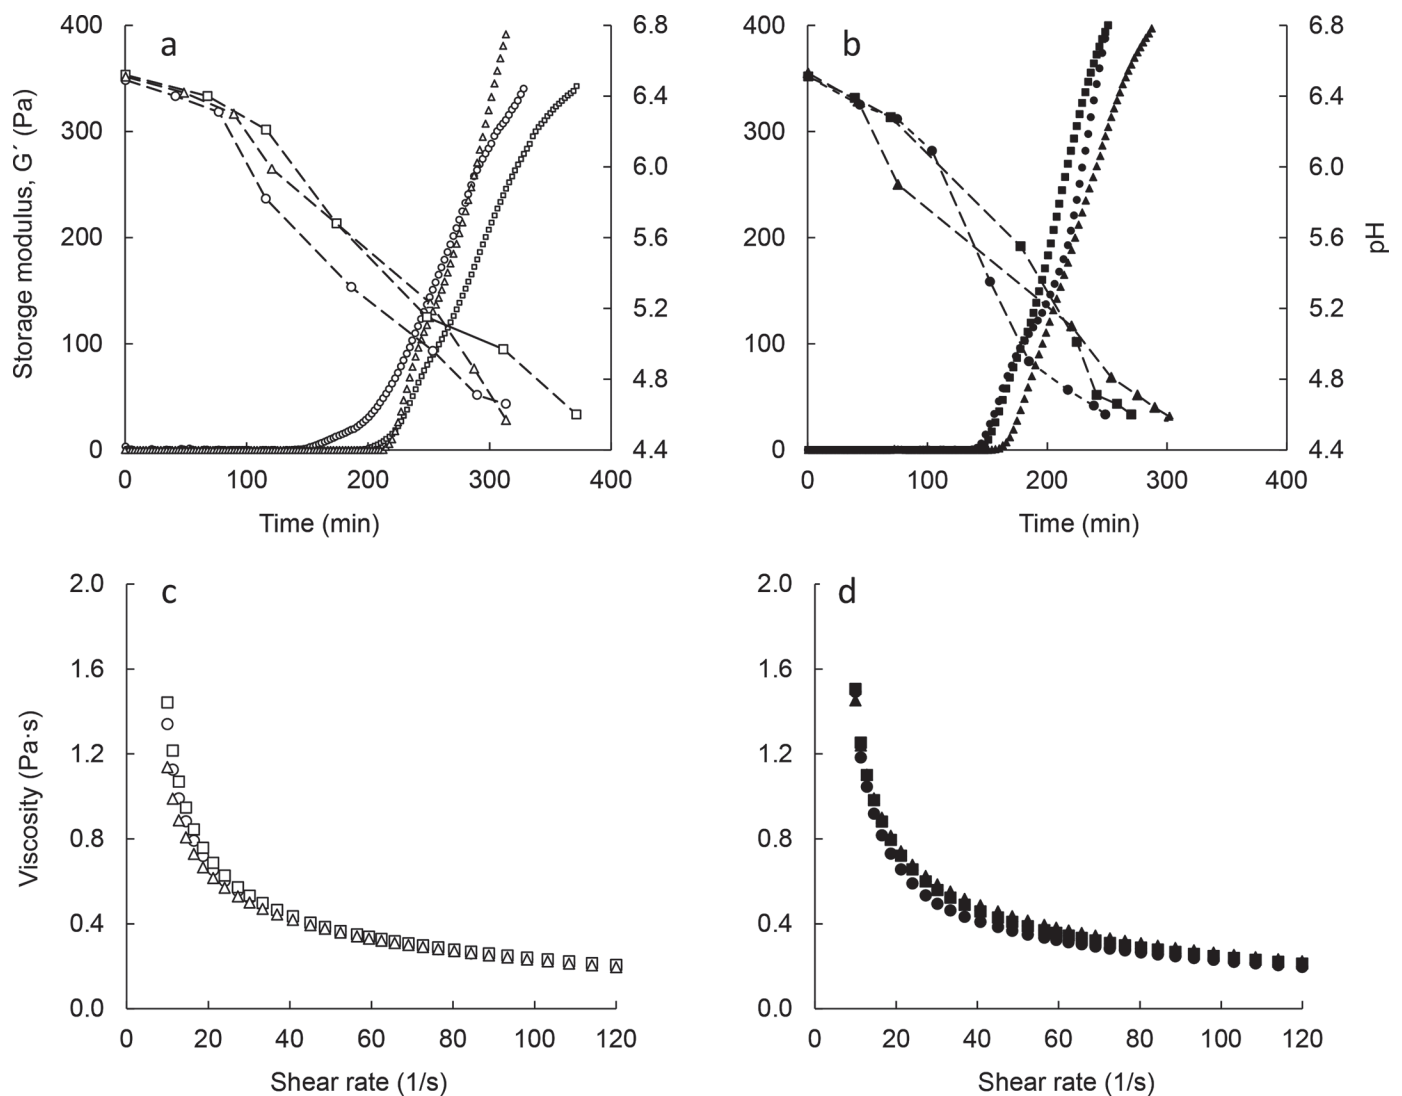 a
400
300
200
100
0
Storage modulus, G´ (Pa)
6.8
6.4
6.0
5.6
5.2
4.8
4.4
0 100 200 300 400
Time (min)
b
400
300
200
100
0
6.8
6.4
6.0
5.6
5.2
4.8
4.4
pH
0 100 200 300 400
Time (min)
c
2.0
1.6
1.2
0.8
0.4
0.0
Viscosity (Pa·s)
0 20 40 60 80 100 120
Shear rate (1/s)
d
2.0
1.6
1.2
0.8
0.4
0.0
0 20 40 60 80 100 120
Shear rate (1/s)